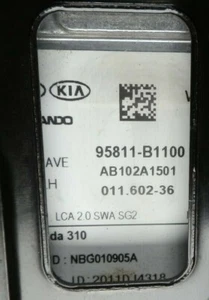 KIA
ANDO
AVE 95811-B1100
AB102A1501
H 011.602-36
LCA 2.0 SWA SG2
da 310
D : NBG010905A